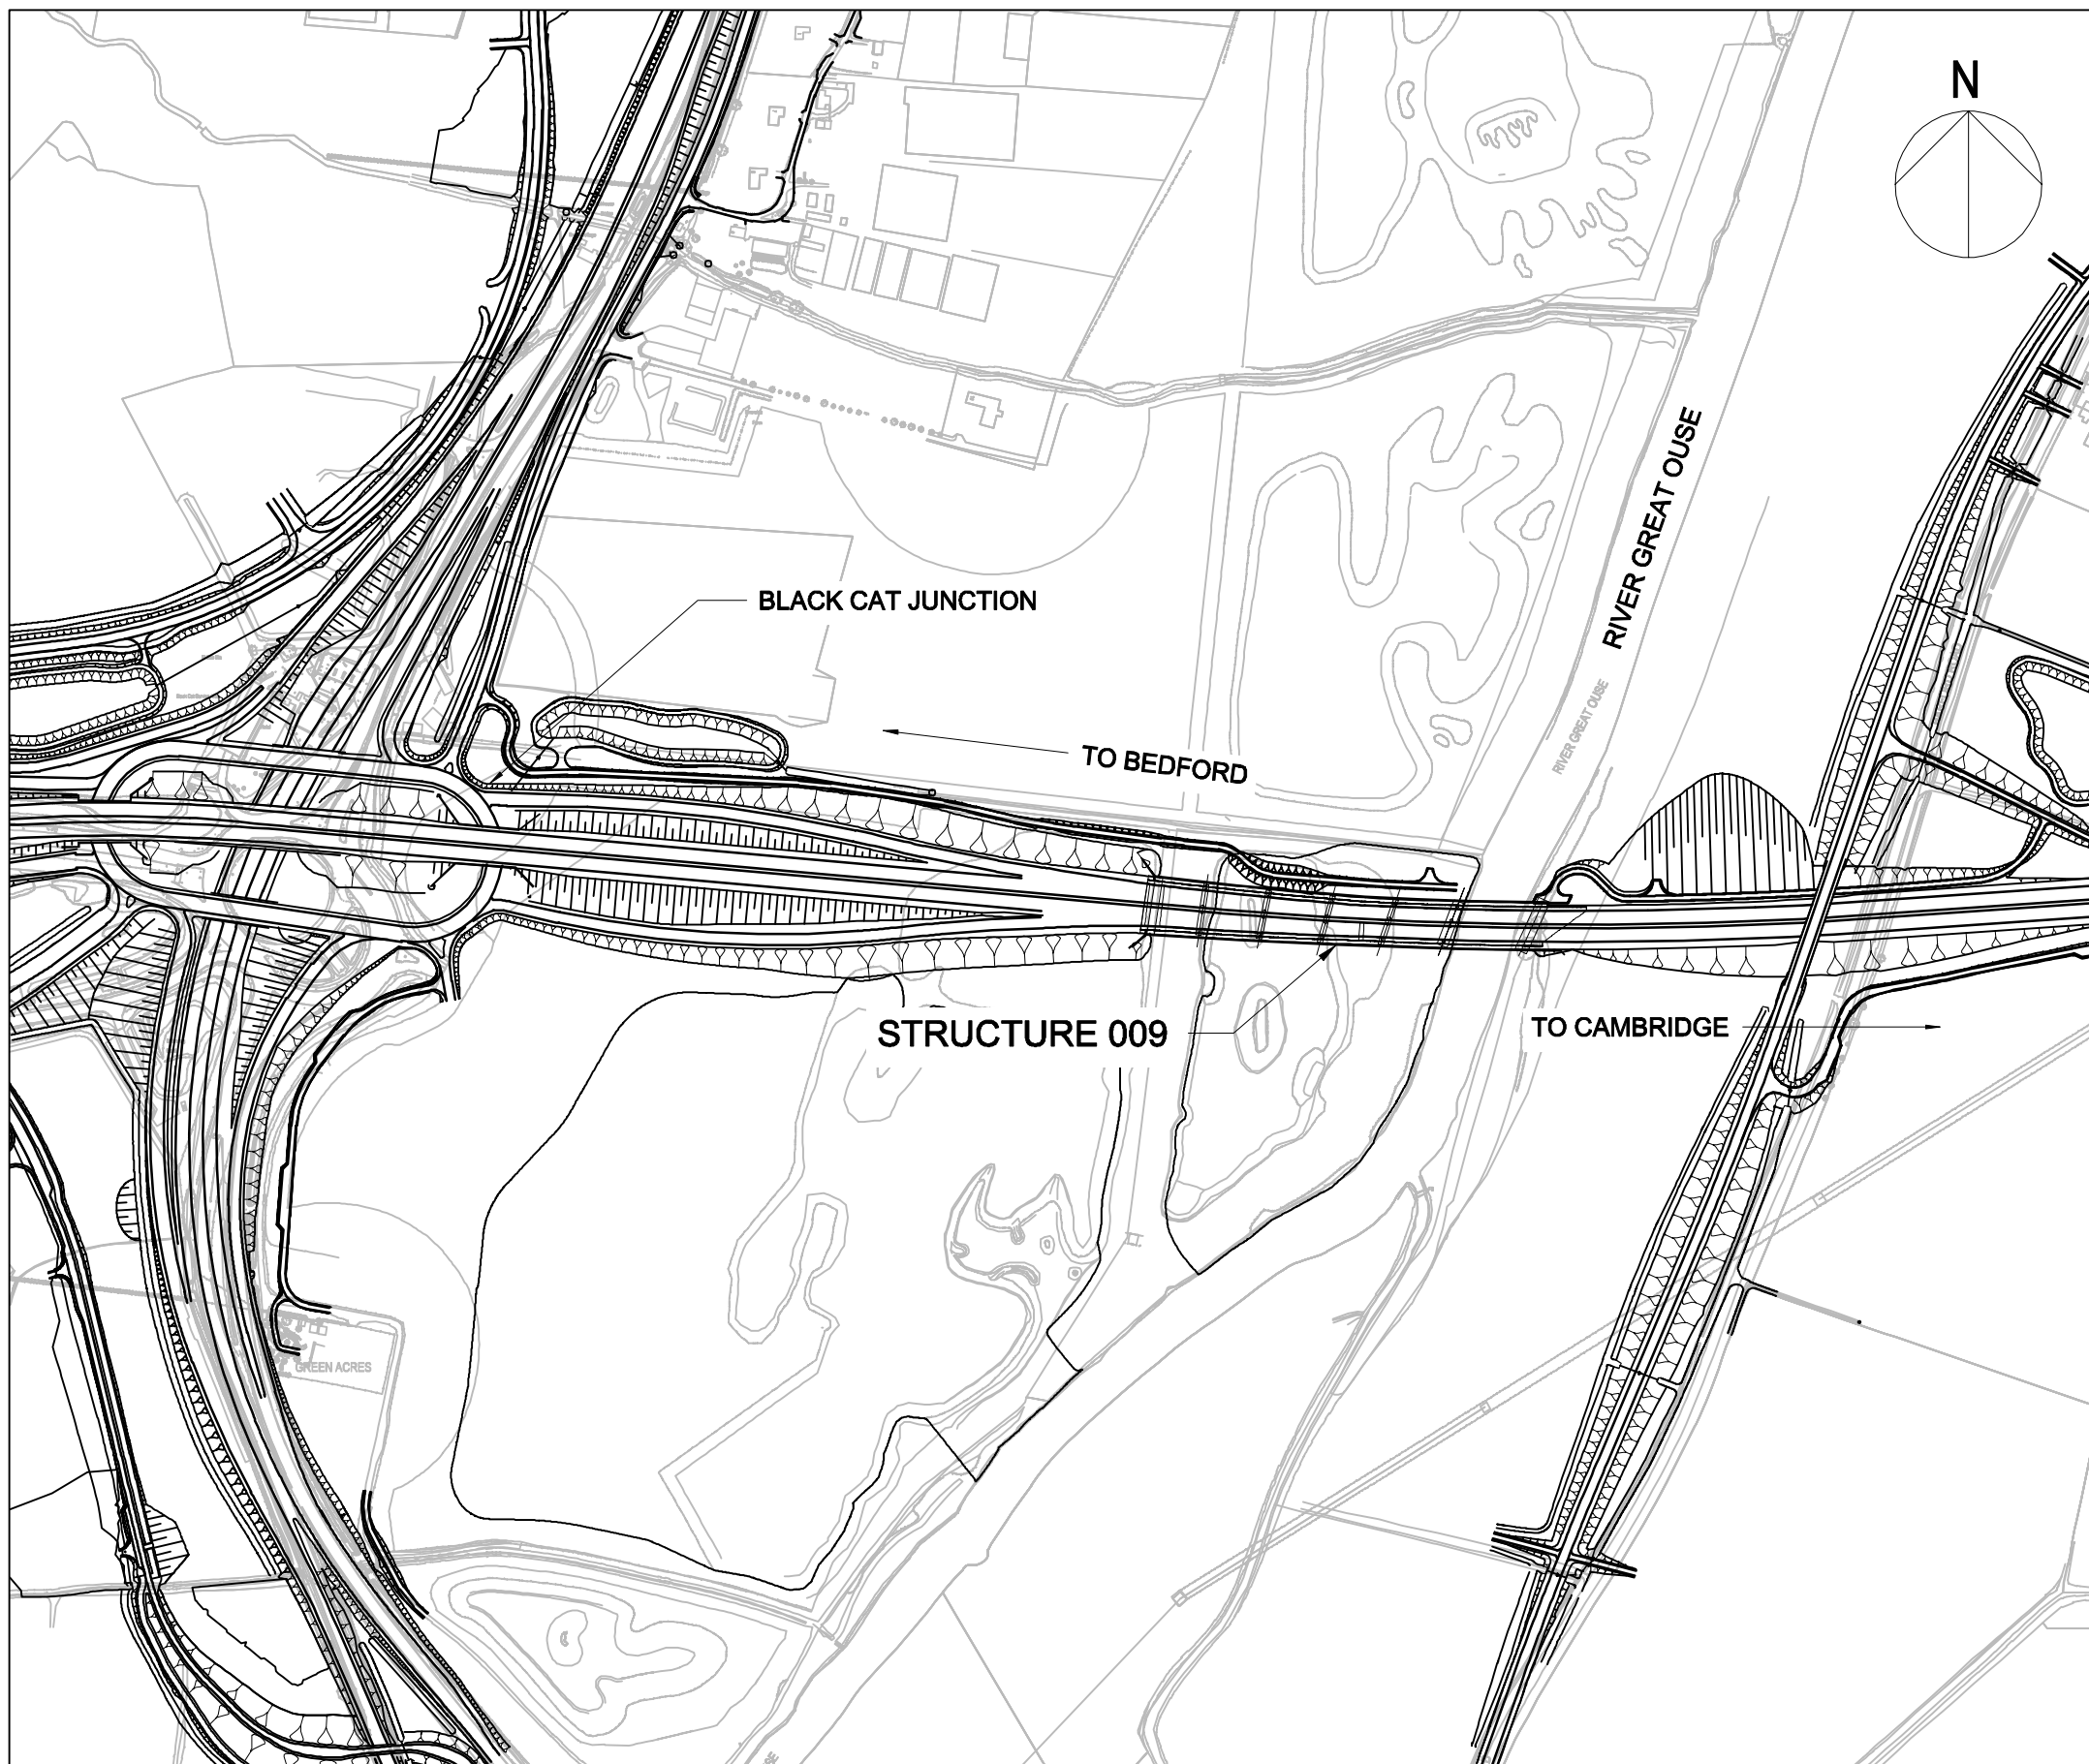 N
RIVER GREAT OUSE
BLACK CAT JUNCTION
RIVER GREAT OUSE
TO BEDFORD
STRUCTURE 009
TO CAMBRIDGE
GREEN ACRES